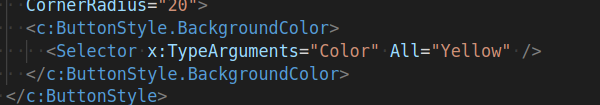 CornerRadius="20">
<c:ButtonStyle.BackgroundColor>
<Selector x:TypeArguments="Color" All="Yellow" />
</c:ButtonStyle.BackgroundColor>
</c:ButtonStyle>